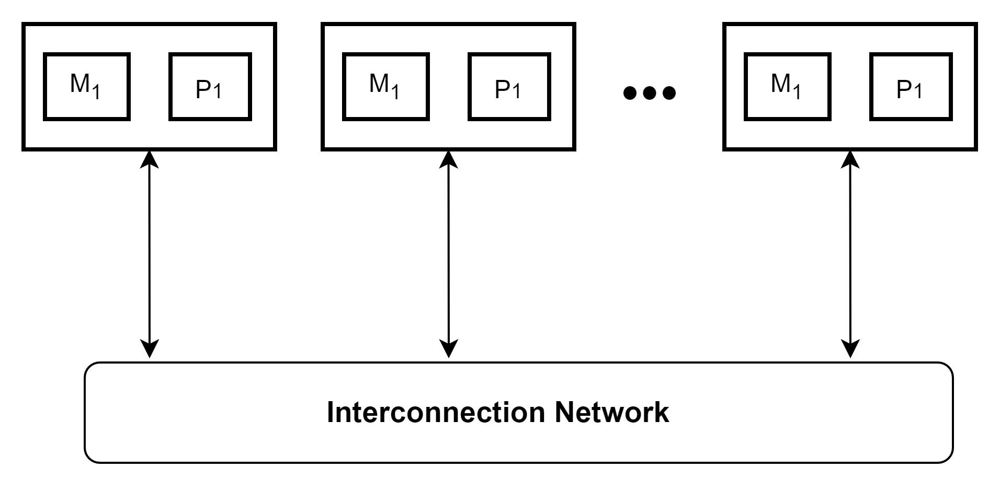 M₁
P1
M₁
P1
M₁
P1
Interconnection Network